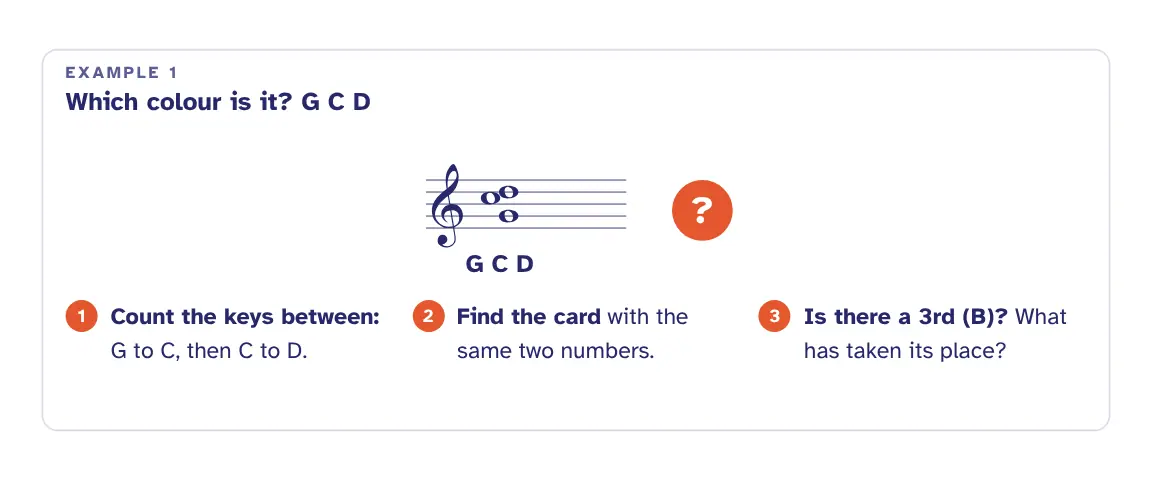 EXAMPLE 1
Which colour is it? G C D
?
G C D
1 Count the keys between:
G to C, then C to D.
2 Find the card with the
same two numbers.
3 Is there a 3rd (B)? What
has taken its place?